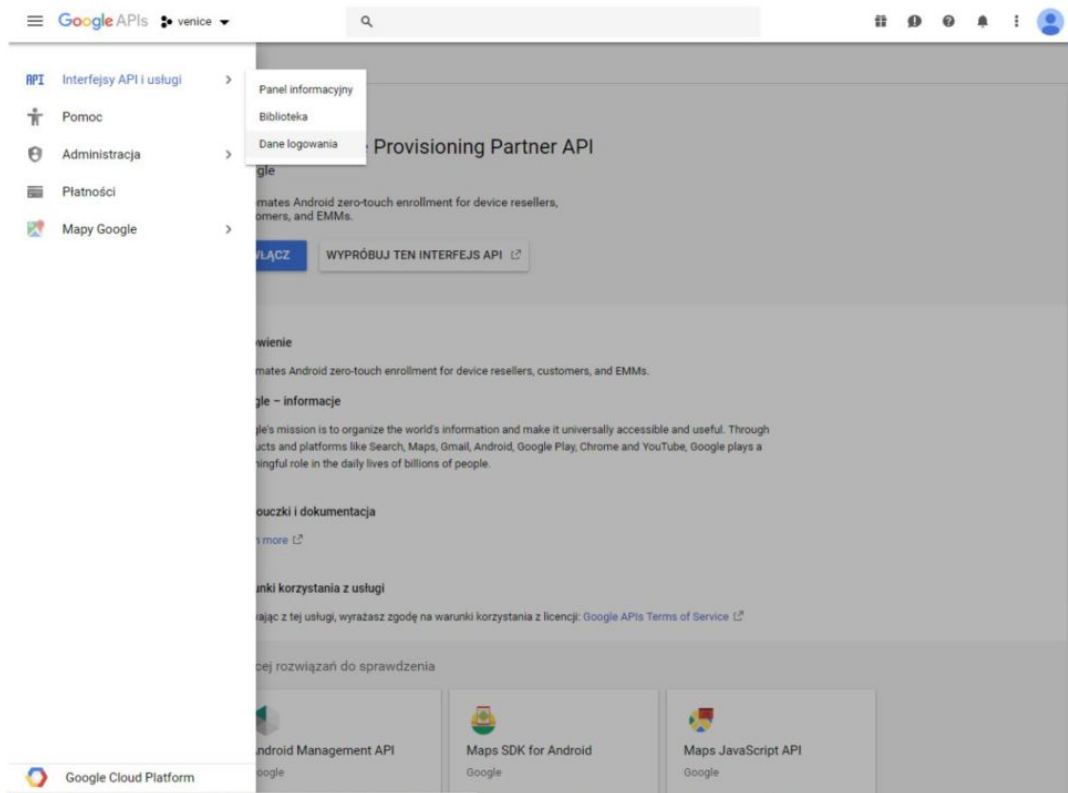 Google APIs venice
API Interfejsy API i usługi
Pomoc
Administracja
Płatności
Mapy Google
Google Cloud Platform
Panel informacyjny
Biblioteka
Dane logowania
Provisioning Partner API
gle
mates Android zero-touch enrollment for device resellers,
omers, and EMMs.
WŁĄCZ
WYPRÓBUJ TEN INTERFEJS API
wienie
mates Android zero-touch enrollment for device resellers, customers, and EMMs.
gle – informacje
gle's mission is to organize the world's information and make it universally accessible and useful. Through
ucts and platforms like Search, Maps, Gmail, Android, Google Play, Chrome and YouTube, Google plays a
ningful role in the daily lives of billions of people.
ouczki i dokumentacja
n more
unki korzystania z usługi
ając z tej usługi, wyrażasz zgodę na warunki korzystania z licencji: Google APIs Terms of Service
cej rozwiązań do sprawdzenia
Android Management API
oogle
Maps SDK for Android
Google
Maps JavaScript API
Google